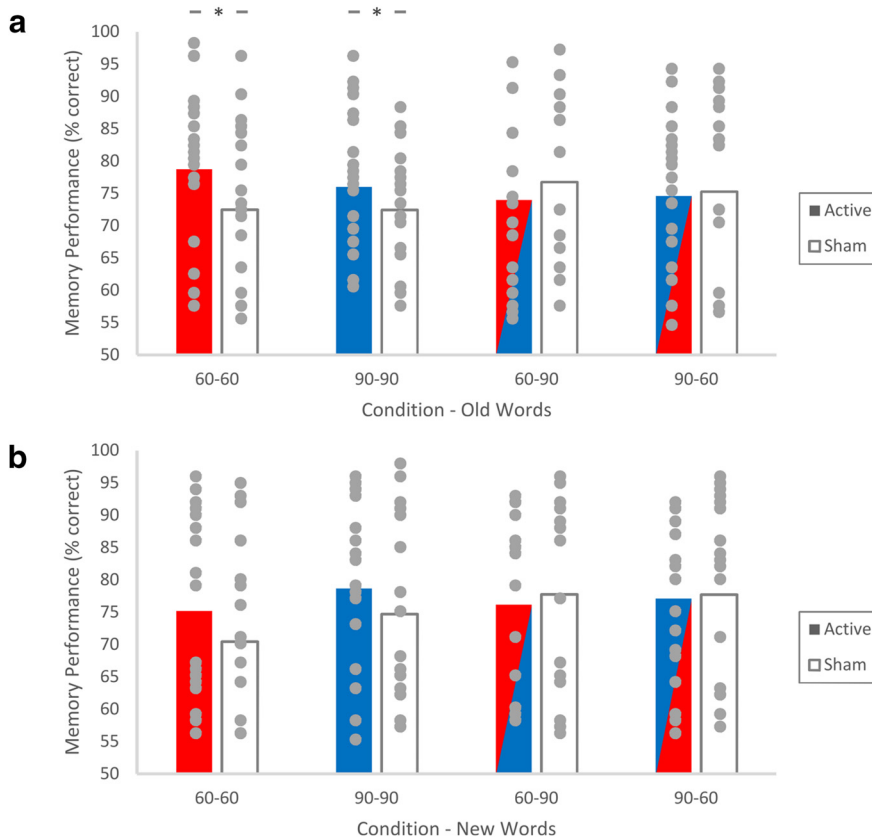 a
* *
Memory Performance (% correct)
100
95
90
85
80
75
70
65
60
55
50
60-60 90-90 60-90 90-60
Condition - Old Words
Active
Sham
b
Memory Performance (% correct)
100
95
90
85
80
75
70
65
60
55
50
60-60 90-90 60-90 90-60
Condition - New Words
Active
Sham